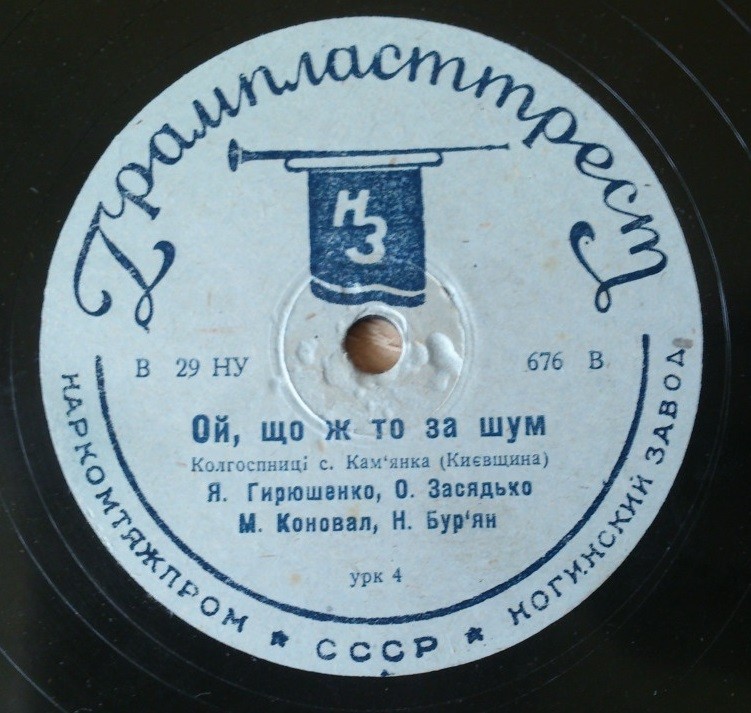 Грампласттрест
НЗ
В 29 НУ 676 В
Ой, що ж то за шум
Колгоспниці с. Кам'янка (Києвщина)
Я. Гирюшенко, О. Засядько
М. Коновал, Н. Бур'ян
урк 4
НАРКОМТЯЖПРОМ ★ СССР ★ НОГИНСКИЙ ЗАВОД